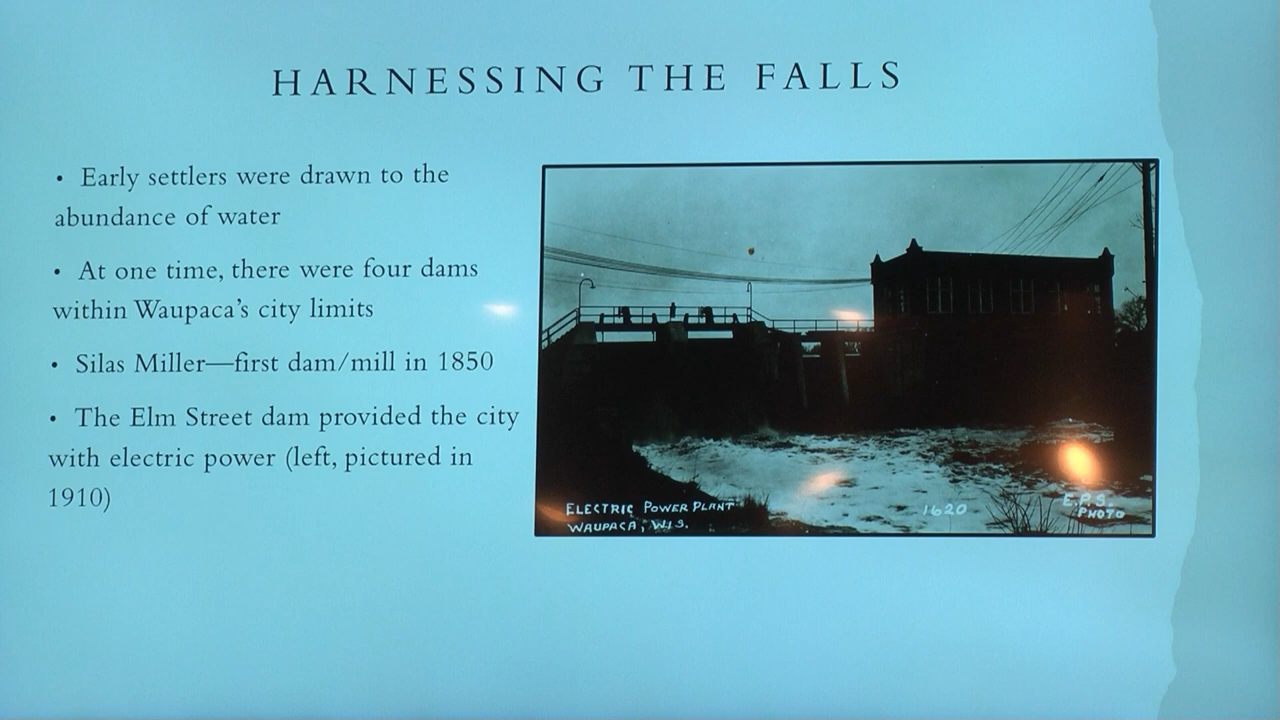 HARNESSING THE FALLS
• Early settlers were drawn to the
abundance of water
• At one time, there were four dams
within Waupaca's city limits
• Silas Miller—first dam/mill in 1850
• The Elm Street dam provided the city
with electric power (left, pictured in
1910)
ELECTRIC POWER PLANT
WAUPACA, WIS.
1620
E.P.S.
PHOTO